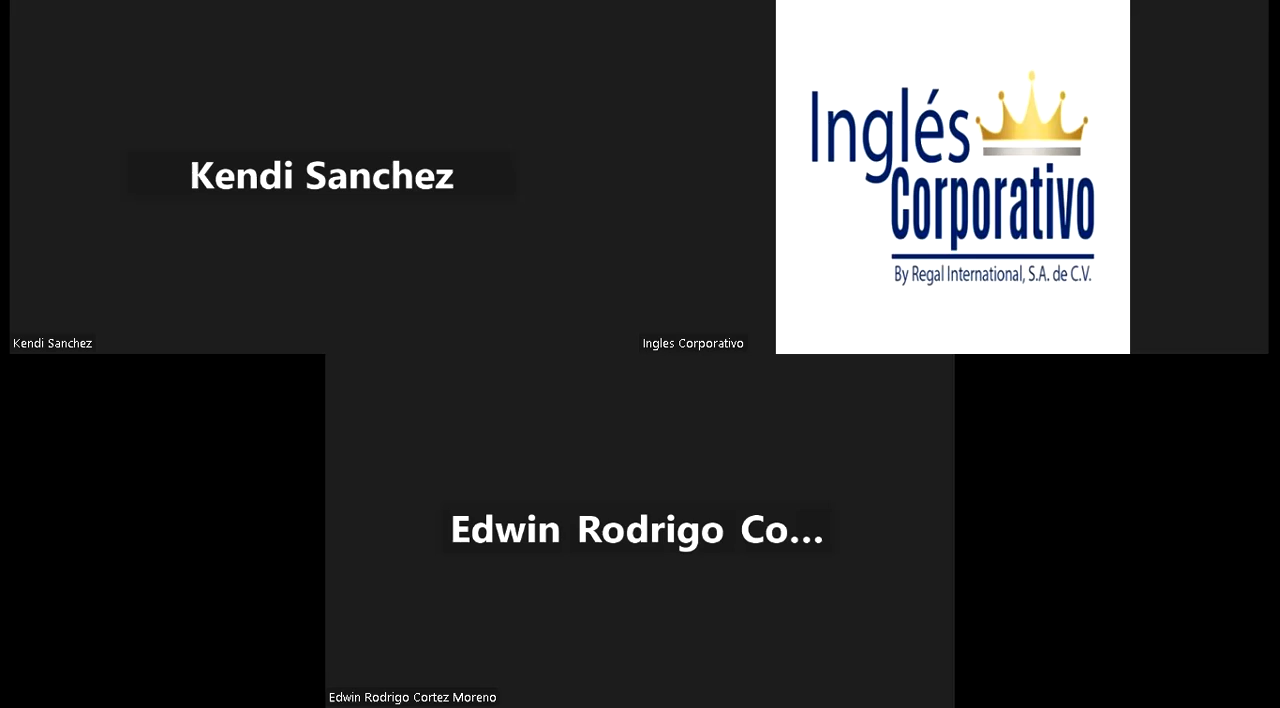 Kendi Sanchez
Inglés
Corporativo
By Regal International, S.A. de C.V.
Kendi Sanchez
Ingles Corporativo
Edwin Rodrigo Co...
Edwin Rodrigo Cortez Moreno